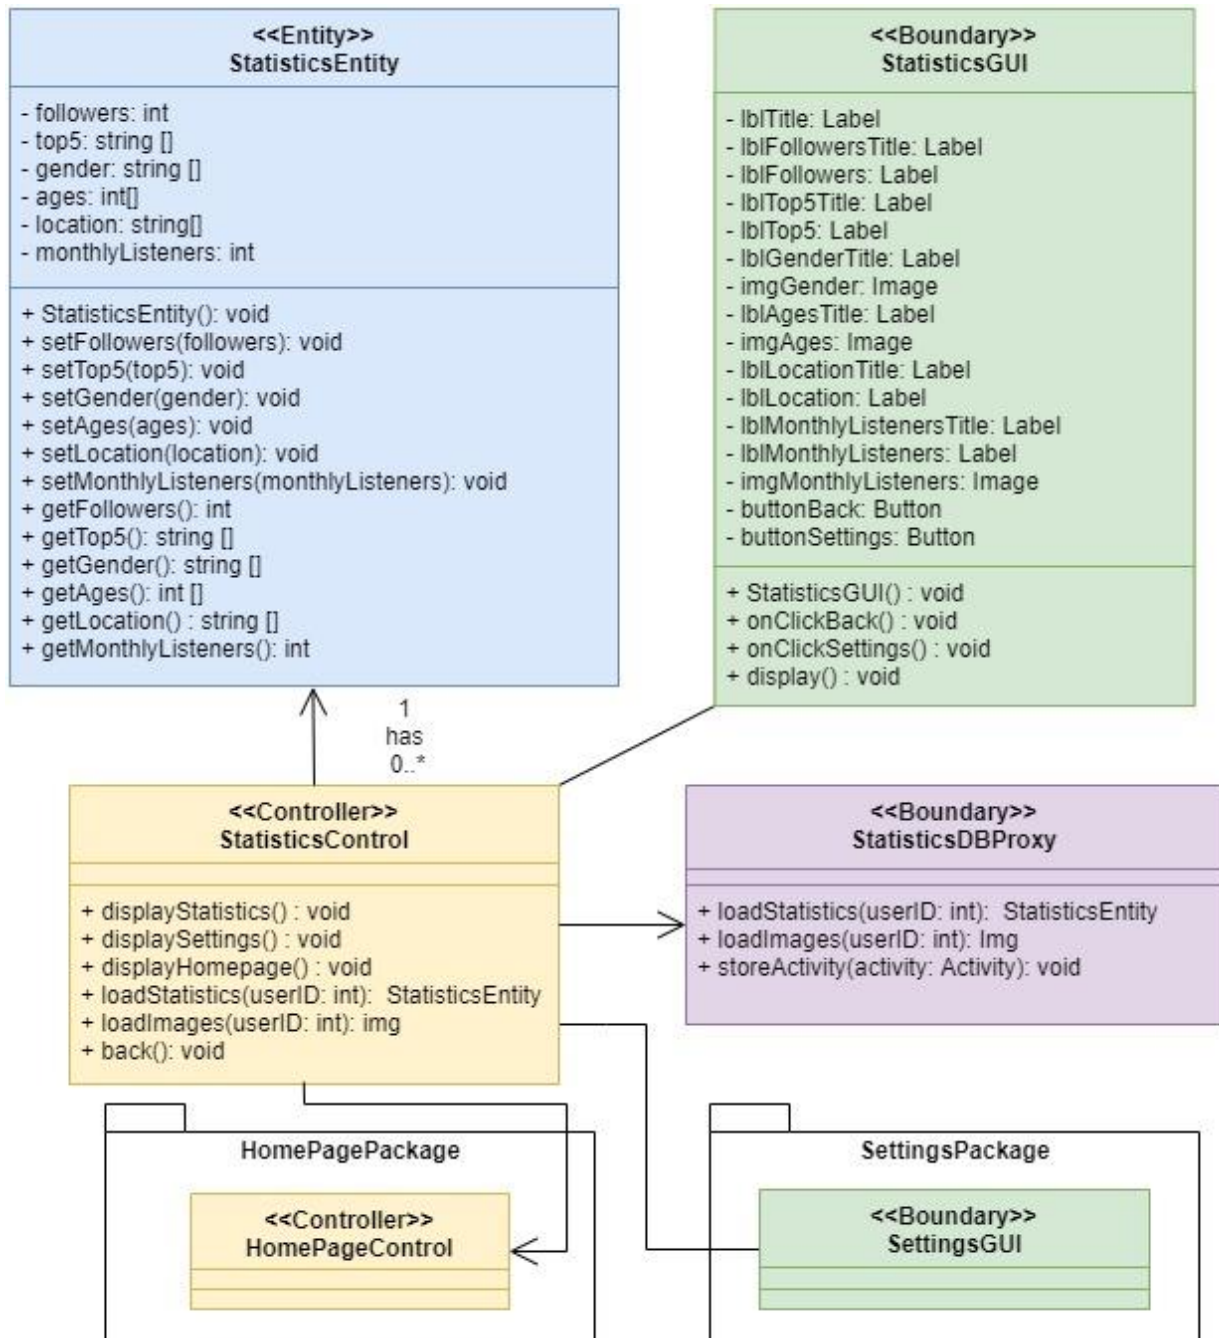 <<Entity>>
StatisticsEntity
- followers: int
- top5: string []
- gender: string []
- ages: int[]
- location: string[]
- monthlyListeners: int
+ StatisticsEntity(): void
+ setFollowers(followers): void
+ setTop5(top5): void
+ setGender(gender): void
+ setAges(ages): void
+ setLocation(location): void
+ setMonthlyListeners(monthlyListeners): void
+ getFollowers(): int
+ getTop5(): string []
+ getGender(): string []
+ getAges(): int []
+ getLocation() : string []
+ getMonthlyListeners(): int
<<Boundary>>
StatisticsGUI
- lblTitle: Label
- lblFollowersTitle: Label
- lblFollowers: Label
- lblTop5Title: Label
- lblTop5: Label
- lblGenderTitle: Label
- imgGender: Image
- lblAgesTitle: Label
- imgAges: Image
- lblLocationTitle: Label
- lblLocation: Label
- lblMonthlyListenersTitle: Label
- lblMonthlyListeners: Label
- imgMonthlyListeners: Image
- buttonBack: Button
- buttonSettings: Button
+ StatisticsGUI() : void
+ onClickBack() : void
+ onClickSettings() : void
+ display() : void
1
has
0..*
<<Controller>>
StatisticsControl
+ displayStatistics() : void
+ displaySettings() : void
+ displayHomepage() : void
+ loadStatistics(userID: int):  StatisticsEntity
+ loadImages(userID: int): img
+ back(): void
<<Boundary>>
StatisticsDBProxy
+ loadStatistics(userID: int):  StatisticsEntity
+ loadImages(userID: int): Img
+ storeActivity(activity: Activity): void
HomePagePackage
<<Controller>>
HomePageControl
SettingsPackage
<<Boundary>>
SettingsGUI